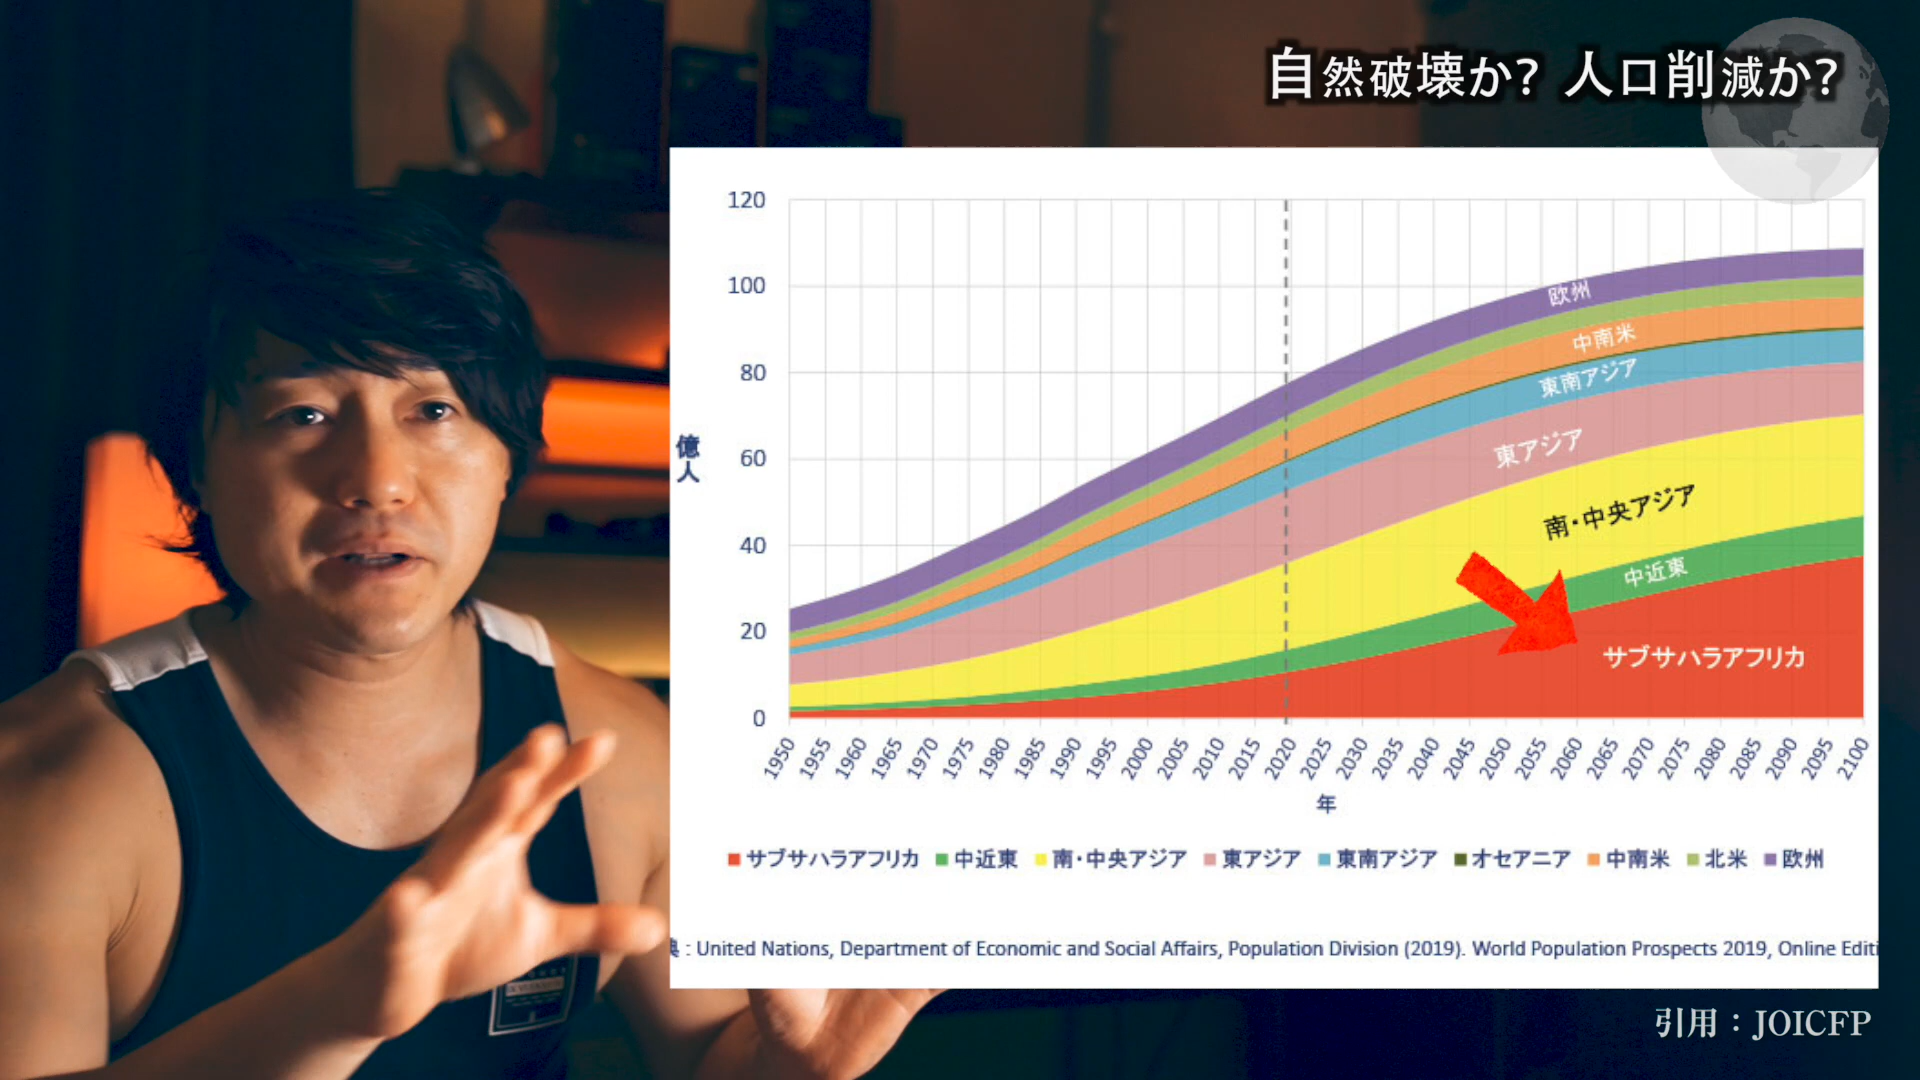 自然破壊か? 人口削減か?
120
100
80
60
40
20
0
億人
欧州
中南米
東南アジア
東アジア
南・中央アジア
中近東
サブサハラアフリカ
1950 1955 1960 1965 1970 1975 1980 1985 1990 1995 2000 2005 2010 2015 2020 2025 2030 2035 2040 2045 2050 2055 2060 2065 2070 2075 2080 2085 2090 2095 2100
年
サブサハラアフリカ 中近東 南・中央アジア 東アジア 東南アジア オセアニア 中南米 北米 欧州
: United Nations, Department of Economic and Social Affairs, Population Division (2019). World Population Prospects 2019, Online Editi
引用：JOICFP